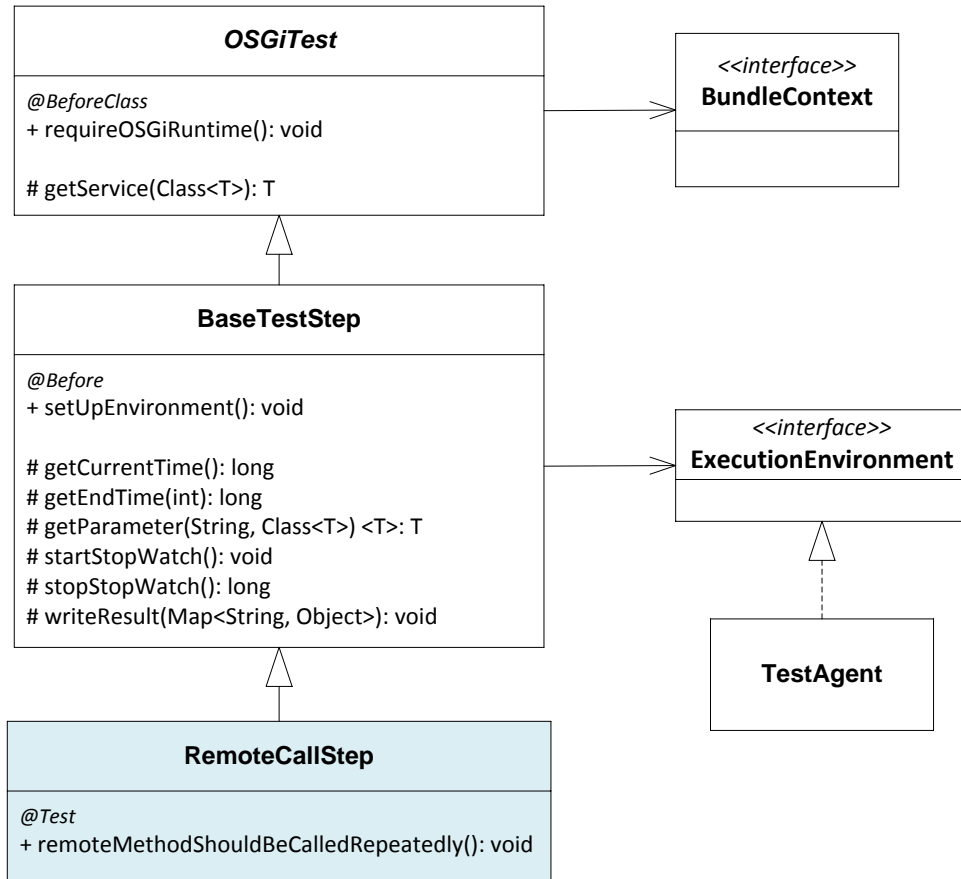 OSGiTest
@BeforeClass
+ requireOSGiRuntime(): void
# getService(Class<T>): T
<<interface>>
BundleContext
BaseTestStep
@Before
+ setUpEnvironment(): void
# getCurrentTime(): long
# getEndTime(int): long
# getParameter(String, Class<T>) <T>: T
# startStopWatch(): void
# stopStopWatch(): long
# writeResult(Map<String, Object>): void
<<interface>>
ExecutionEnvironment
TestAgent
RemoteCallStep
@Test
+ remoteMethodShouldBeCalledRepeatedly(): void